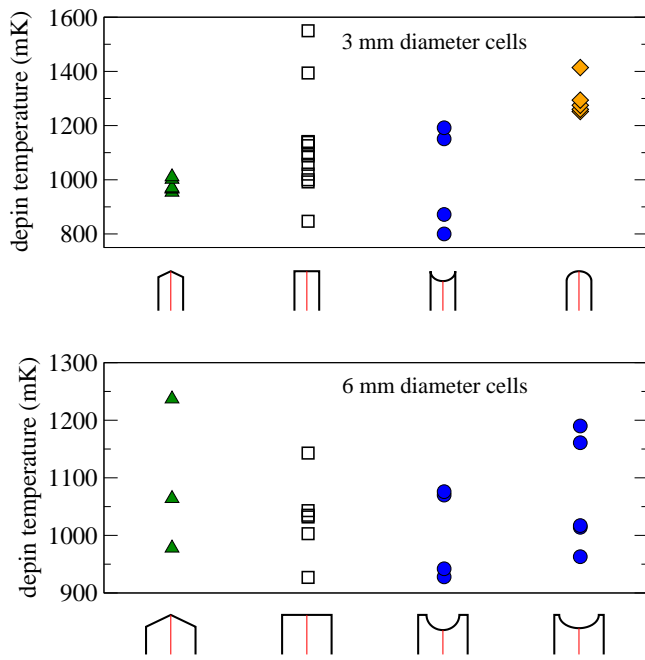 1600
3 mm diameter cells
1400
1200
1000
800
depin temperature (mK)
1300
6 mm diameter cells
1200
1100
1000
900
depin temperature (mK)